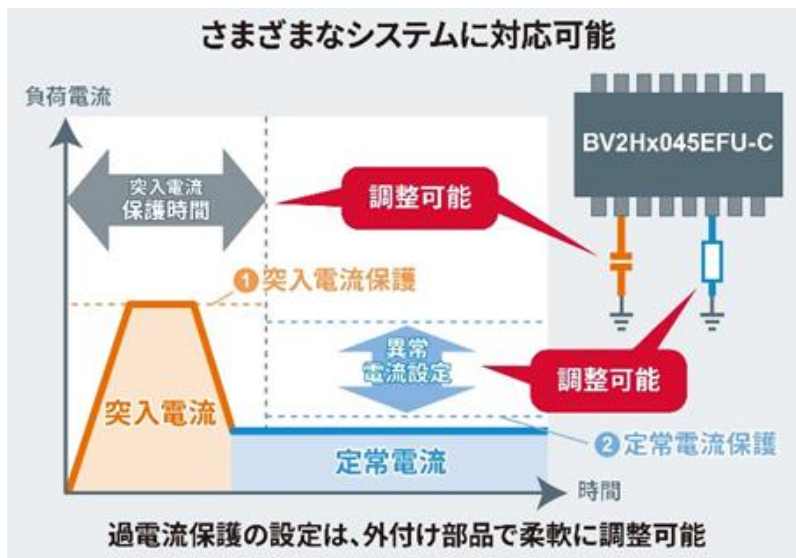 さまざまなシステムに対応可能
負荷電流
BV2Hx045EFU-C
突入電流
保護時間
調整可能
❶突入電流保護
異常
電流設定
調整可能
突入電流
❷定常電流保護
定常電流
時間
過電流保護の設定は、外付け部品で柔軟に調整可能